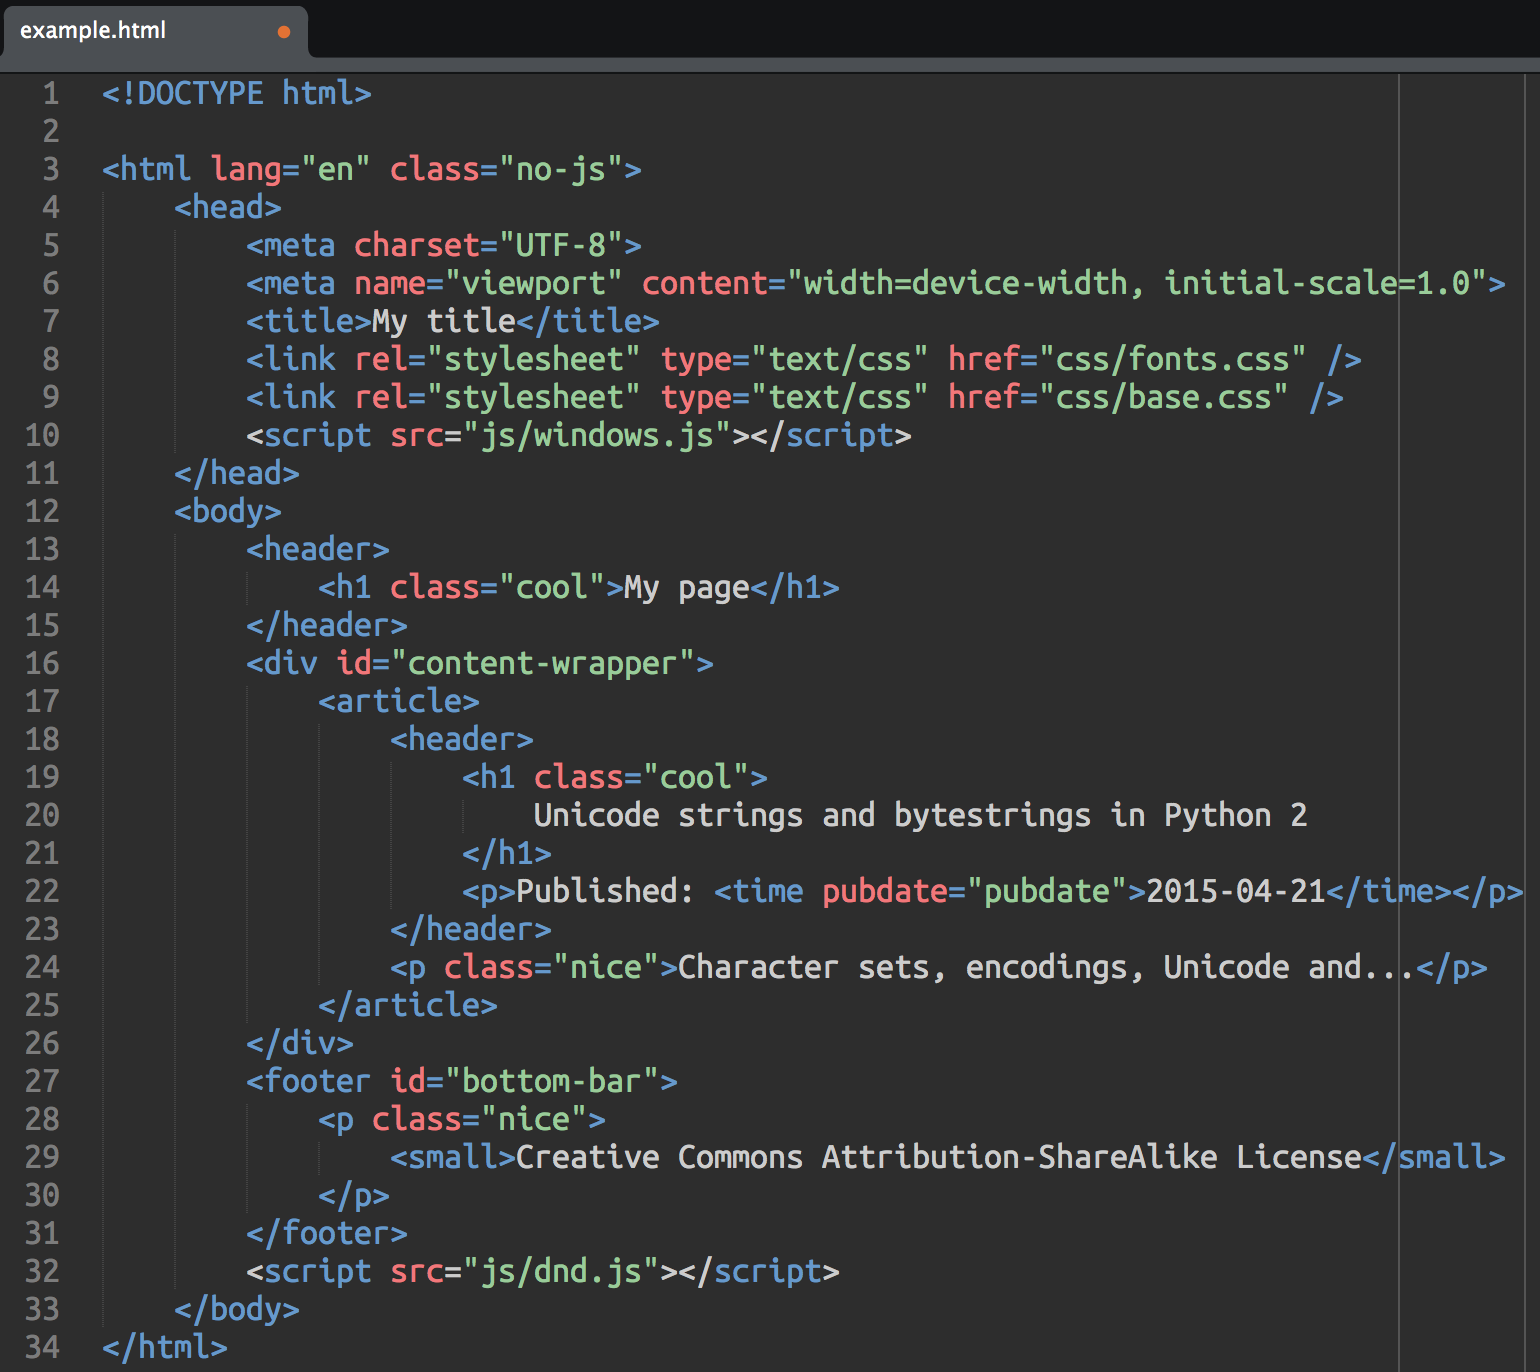 example.html
1 <!DOCTYPE html>
2
3 <html lang="en" class="no-js">
4     <head>
5         <meta charset="UTF-8">
6         <meta name="viewport" content="width=device-width, initial-scale=1.0">
7         <title>My title</title>
8         <link rel="stylesheet" type="text/css" href="css/fonts.css" />
9         <link rel="stylesheet" type="text/css" href="css/base.css" />
10         <script src="js/windows.js"></script>
11     </head>
12     <body>
13         <header>
14             <h1 class="cool">My page</h1>
15         </header>
16         <div id="content-wrapper">
17             <article>
18                 <header>
19                     <h1 class="cool">
20                         Unicode strings and bytestrings in Python 2
21                     </h1>
22                     <p>Published: <time pubdate="pubdate">2015-04-21</time></p>
23                 </header>
24                 <p class="nice">Character sets, encodings, Unicode and...</p>
25             </article>
26         </div>
27         <footer id="bottom-bar">
28             <p class="nice">
29                 <small>Creative Commons Attribution-ShareAlike License</small>
30             </p>
31         </footer>
32         <script src="js/dnd.js"></script>
33     </body>
34 </html>